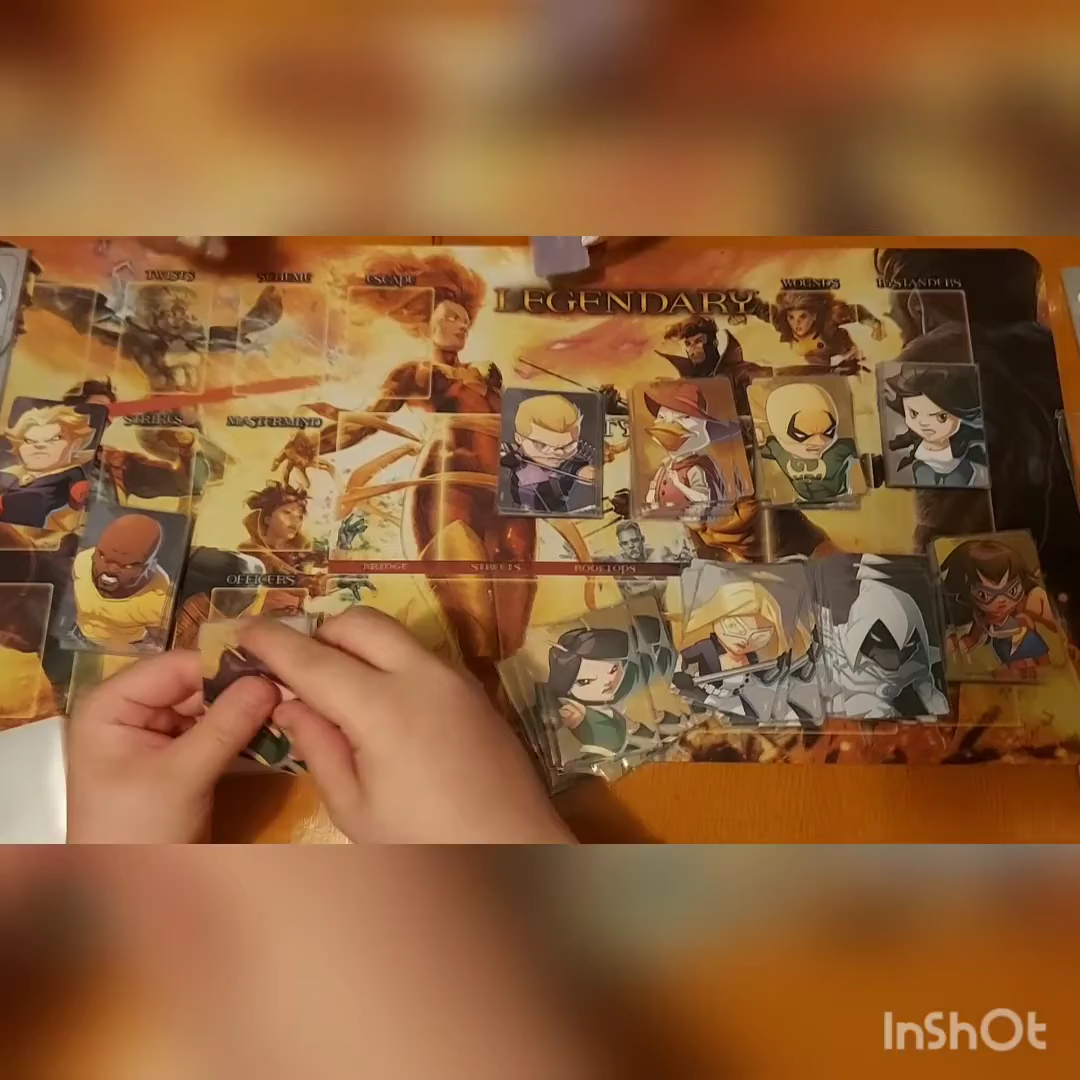 TWISTS SCHEME ESCAPE
LEGENDARY
WOUNDS BYSTANDERS
STRIKES MASTERMIND
OFFICERS
BRIDGE STREETS ROOFTOPS
InShOt